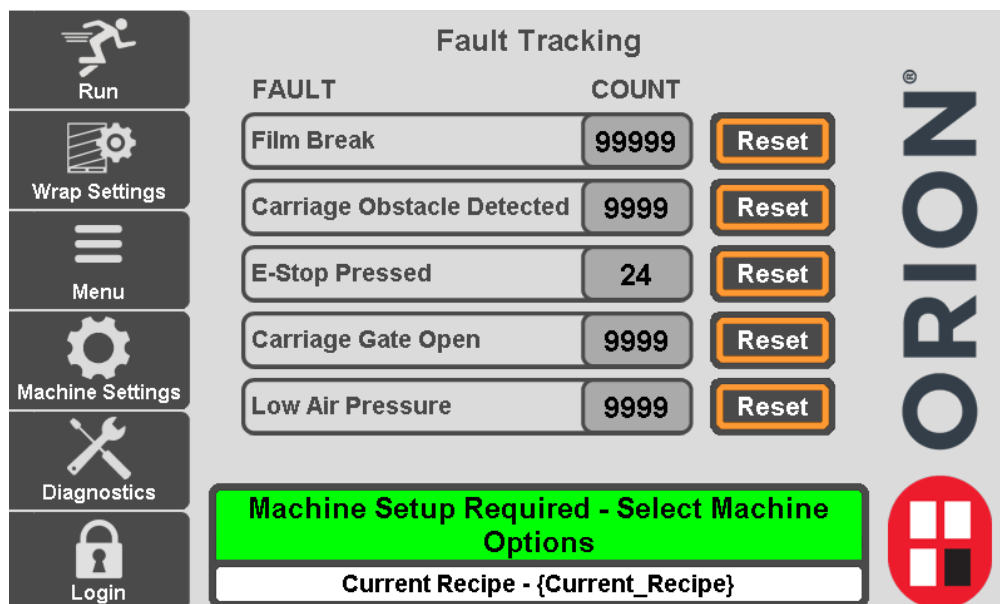 Run
Wrap Settings
Menu
Machine Settings
Diagnostics
Login
Fault Tracking
FAULT COUNT
Film Break 99999 Reset
Carriage Obstacle Detected 9999 Reset
E-Stop Pressed 24 Reset
Carriage Gate Open 9999 Reset
Low Air Pressure 9999 Reset
Machine Setup Required - Select Machine
Options
Current Recipe - {Current_Recipe}
ORION®